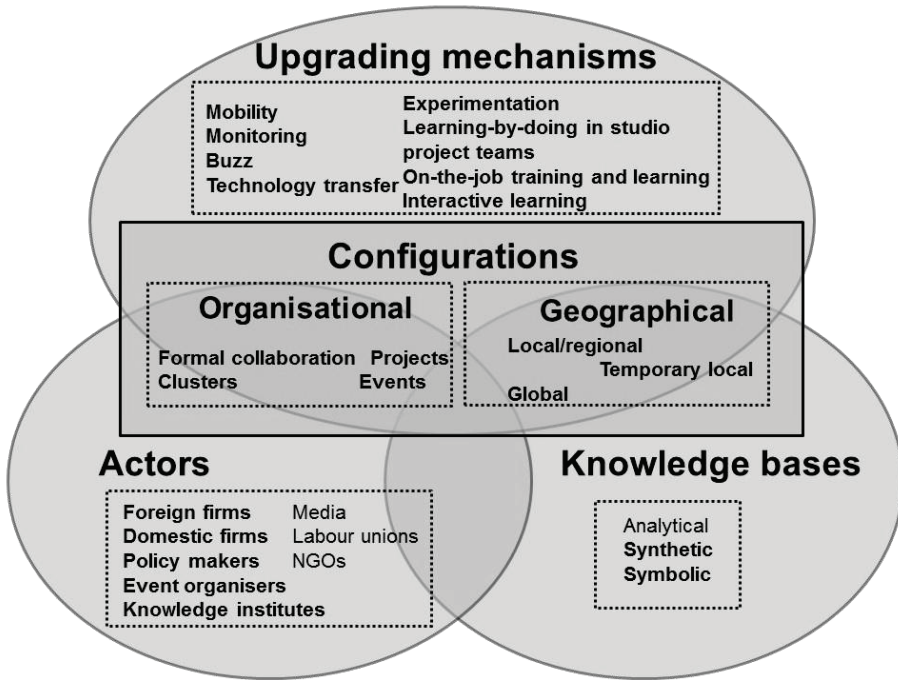 Upgrading mechanisms
Mobility
Monitoring
Buzz
Technology transfer
Experimentation
Learning-by-doing in studio
project teams
On-the-job training and learning
Interactive learning
Configurations
Organisational
Formal collaboration Projects
Clusters Events
Geographical
Local/regional
Temporary local
Global
Actors
Foreign firms
Domestic firms
Policy makers
Event organisers
Knowledge institutes
Media
Labour unions
NGOs
Knowledge bases
Analytical
Synthetic
Symbolic